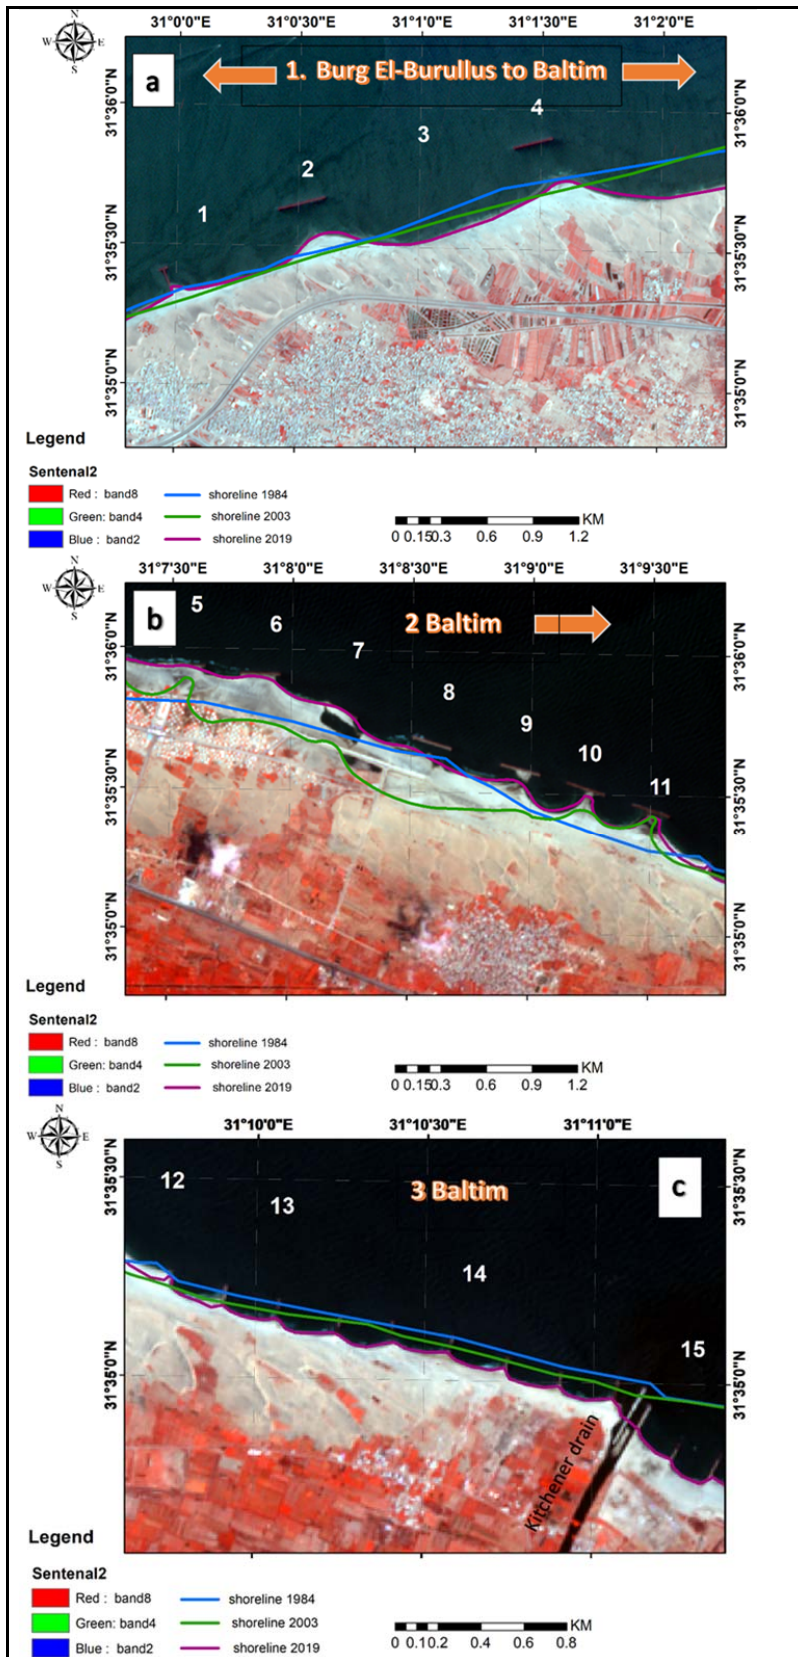 31°0'0"E 31°0'30"E 31°1'0"E 31°1'30"E 31°2'0"E
N
W E
S
a
1. Burg El-Burullus to Baltim
31°36'0"N
31°36'0"N
4
3
2
1
31°35'30"N
31°35'30"N
31°35'0"N
31°35'0"N
Legend
Sentenal2
Red : band8 shoreline 1984
Green: band4 shoreline 2003
Blue : band2 shoreline 2019
KM
0 0.150.3 0.6 0.9 1.2
31°7'30"E 31°8'0"E 31°8'30"E 31°9'0"E 31°9'30"E
N
W E
S
b
5
6
2 Baltim
7
8
9
10
11
31°36'0"N
31°36'0"N
31°35'30"N
31°35'30"N
31°35'0"N
31°35'0"N
Legend
Sentenal2
Red : band8 shoreline 1984
Green: band4 shoreline 2003
Blue : band2 shoreline 2019
KM
0 0.150.3 0.6 0.9 1.2
31°10'0"E 31°10'30"E 31°11'0"E
N
W E
S
12
3 Baltim
c
13
14
15
31°35'30"N
31°35'30"N
31°35'0"N
31°35'0"N
Kitchener drain
Legend
Sentenal2
Red : band8 shoreline 1984
Green: band4 shoreline 2003
Blue : band2 shoreline 2019
KM
0 0.10.2 0.4 0.6 0.8